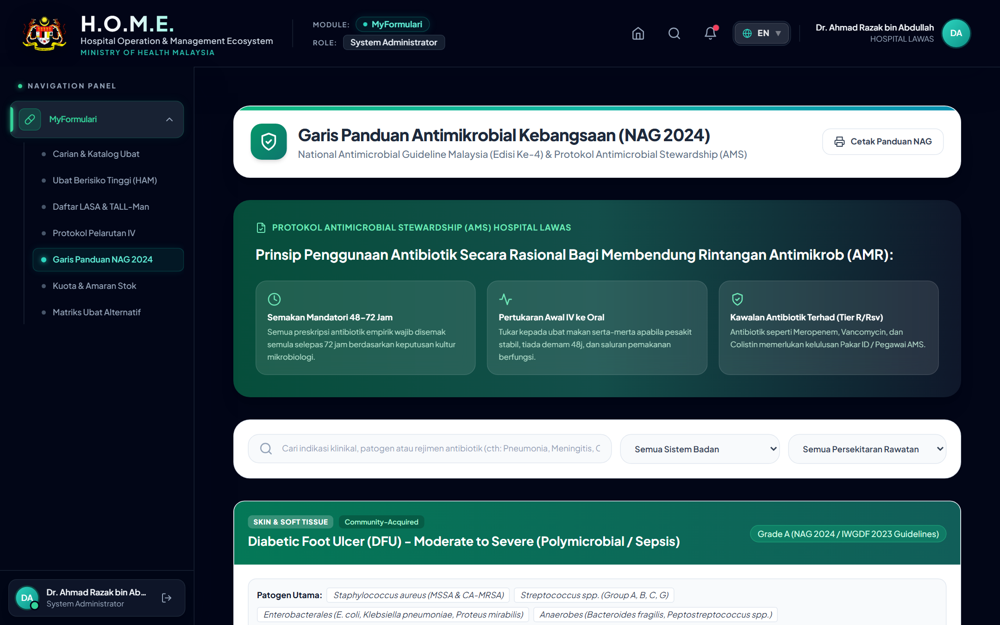 H.O.M.E.
Hospital Operation & Management Ecosystem
MINISTRY OF HEALTH MALAYSIA
MODULE: MyFormulari
ROLE: System Administrator
EN
Dr. Ahmad Razak bin Abdullah
HOSPITAL LAWAS
DA
NAVIGATION PANEL
MyFormulari
Carian & Katalog Ubat
Ubat Berisiko Tinggi (HAM)
Daftar LASA & TALL-Man
Protokol Pelarutan IV
Garis Panduan NAG 2024
Kuota & Amaran Stok
Matriks Ubat Alternatif
DA
Dr. Ahmad Razak bin Ab...
System Administrator
Garis Panduan Antimikrobial Kebangsaan (NAG 2024)
National Antimicrobial Guideline Malaysia (Edisi Ke-4) & Protokol Antimicrobial Stewardship (AMS)
Cetak Panduan NAG
PROTOKOL ANTIMICROBIAL STEWARDSHIP (AMS) HOSPITAL LAWAS
Prinsip Penggunaan Antibiotik Secara Rasional Bagi Membendung Rintangan Antimikrob (AMR):
Semakan Mandatori 48-72 Jam
Semua preskripsi antibiotik empirik wajib disemak
semula selepas 72 jam berdasarkan keputusan kultur
mikrobiologi.
Pertukaran Awal IV ke Oral
Tukar kepada ubat makan serta-merta apabila pesakit
stabil, tiada demam 48j, dan saluran pemakanan
berfungsi.
Kawalan Antibiotik Terhad (Tier R/Rsv)
Antibiotik seperti Meropenem, Vancomycin, dan
Colistin memerlukan kelulusan Pakar ID / Pegawai AMS.
Cari indikasi klinikal, patogen atau rejimen antibiotik (cth: Pneumonia, Meningitis, C
Semua Sistem Badan
Semua Persekitaran Rawatan
SKIN & SOFT TISSUE
Community-Acquired
Diabetic Foot Ulcer (DFU) - Moderate to Severe (Polymicrobial / Sepsis)
Grade A (NAG 2024 / IWGDF 2023 Guidelines)
Patogen Utama: Staphylococcus aureus (MSSA & CA-MRSA) Streptococcus spp. (Group A, B, C, G)
Enterobacterales (E. coli, Klebsiella pneumoniae, Proteus mirabilis) Anaerobes (Bacteroides fragilis, Peptostreptococcus spp.)